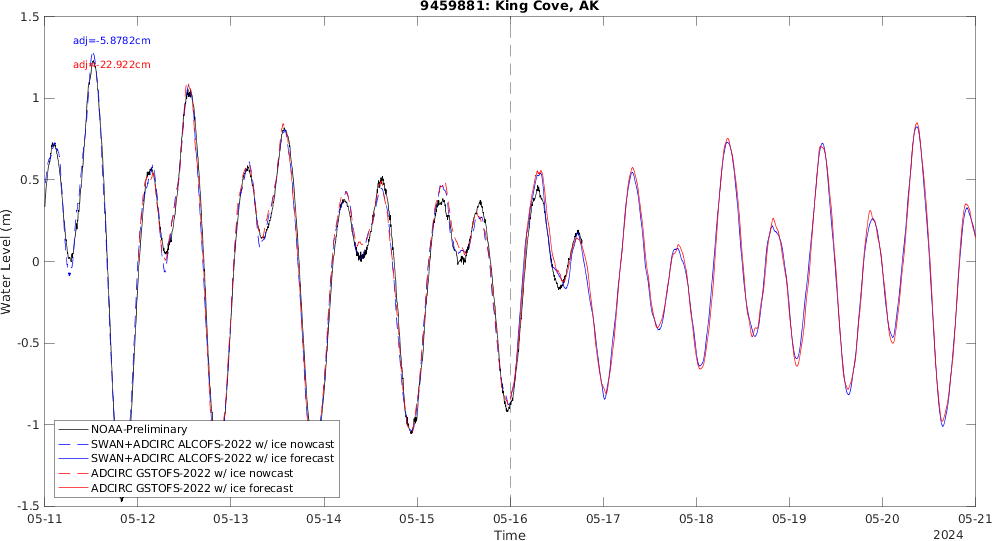 9459881: King Cove, AK
adj=-5.8782cm
adj=-22.922cm
Water Level (m)
1.5
1
0.5
0
-0.5
-1
-1.5
NOAA-Preliminary
SWAN+ADCIRC ALCOFS-2022 w/ ice nowcast
SWAN+ADCIRC ALCOFS-2022 w/ ice forecast
ADCIRC GSTOFS-2022 w/ ice nowcast
ADCIRC GSTOFS-2022 w/ ice forecast
05-11 05-12 05-13 05-14 05-15 05-16 05-17 05-18 05-19 05-20 05-21
Time
2024